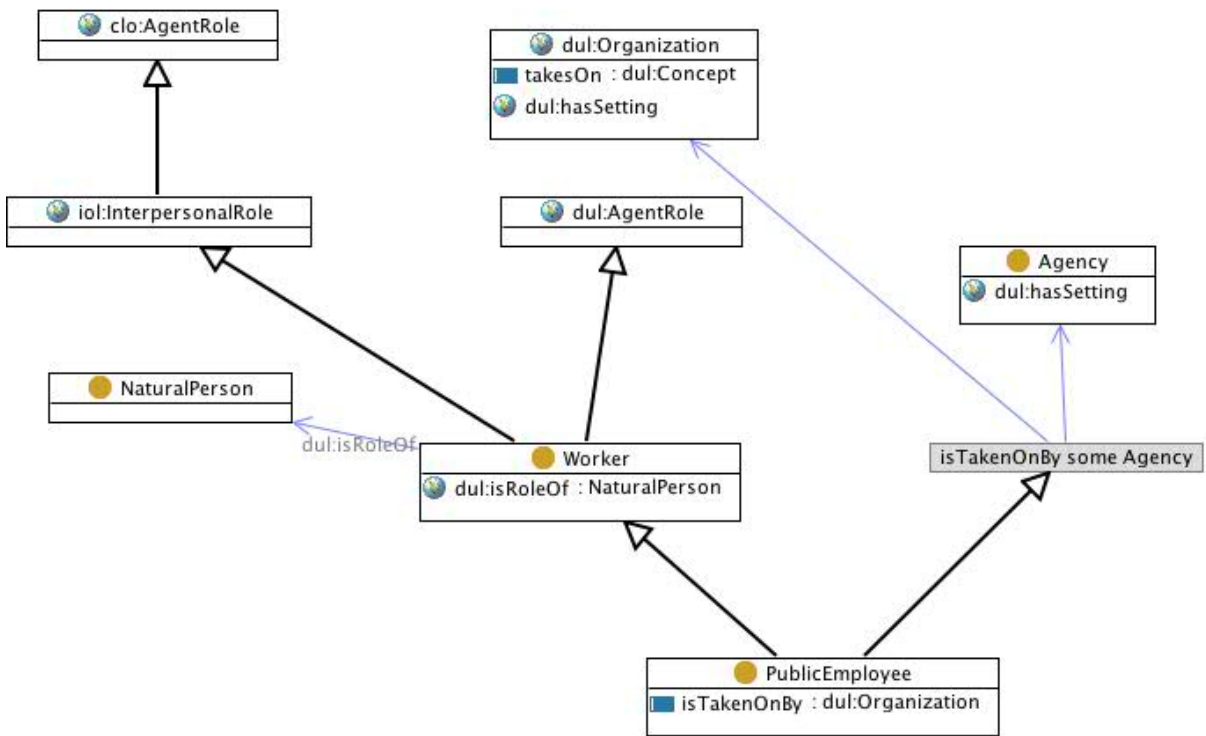 clo:AgentRole
dul:Organization
takesOn : dul:Concept
dul:hasSetting
iol:InterpersonalRole
dul:AgentRole
Agency
dul:hasSetting
NaturalPerson
dul:isRoleOf
Worker
dul:isRoleOf : NaturalPerson
isTakenOnBy some Agency
PublicEmployee
isTakenOnBy : dul:Organization